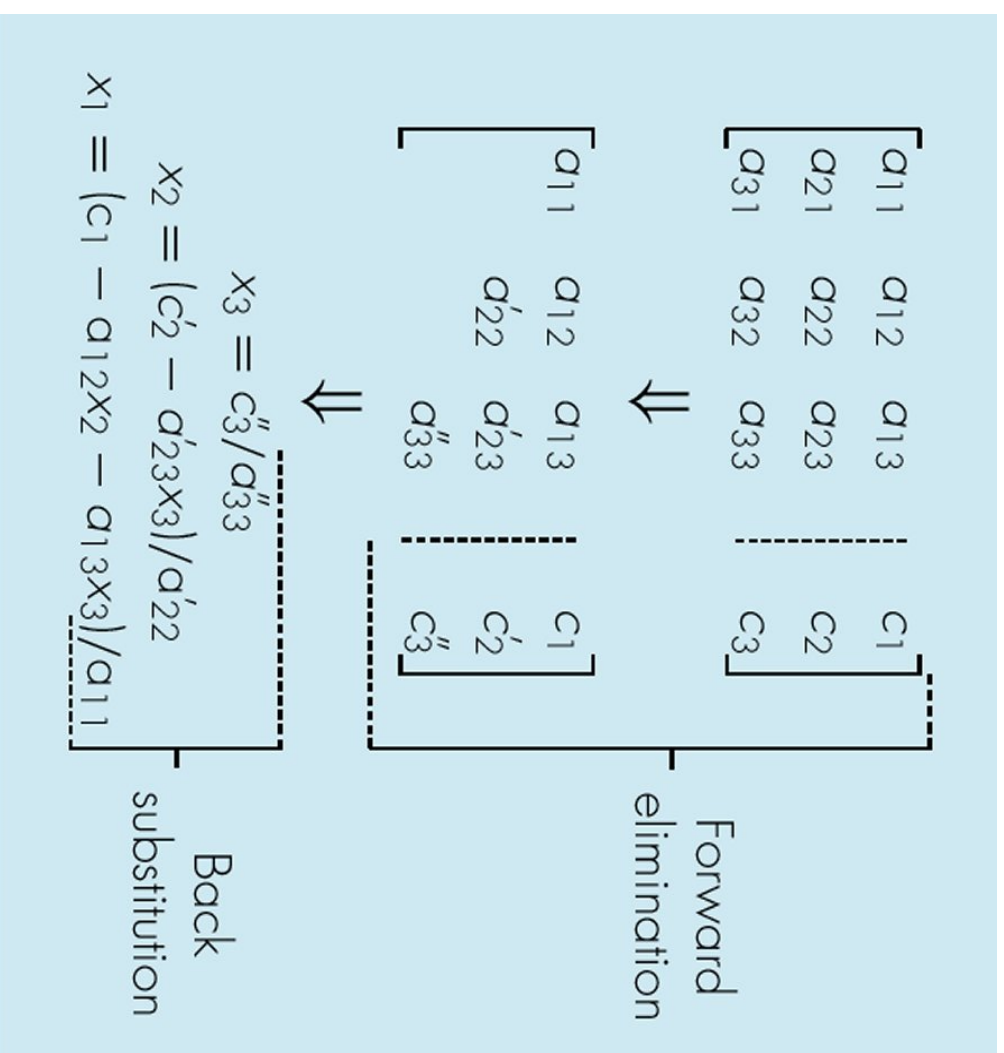 a11 a12 a13 c1
a21 a22 a23 c2
a31 a32 a33 c3
⇓
a11 a12 a13 c1
a′22 a′23 c′2
a″33 c″3
Forward
elimination
⇓
x3 = c″3/a″33
x2 = (c′2 − a′23x3)/a′22
x1 = (c1 − a12x2 − a13x3)/a11
Back
substitution